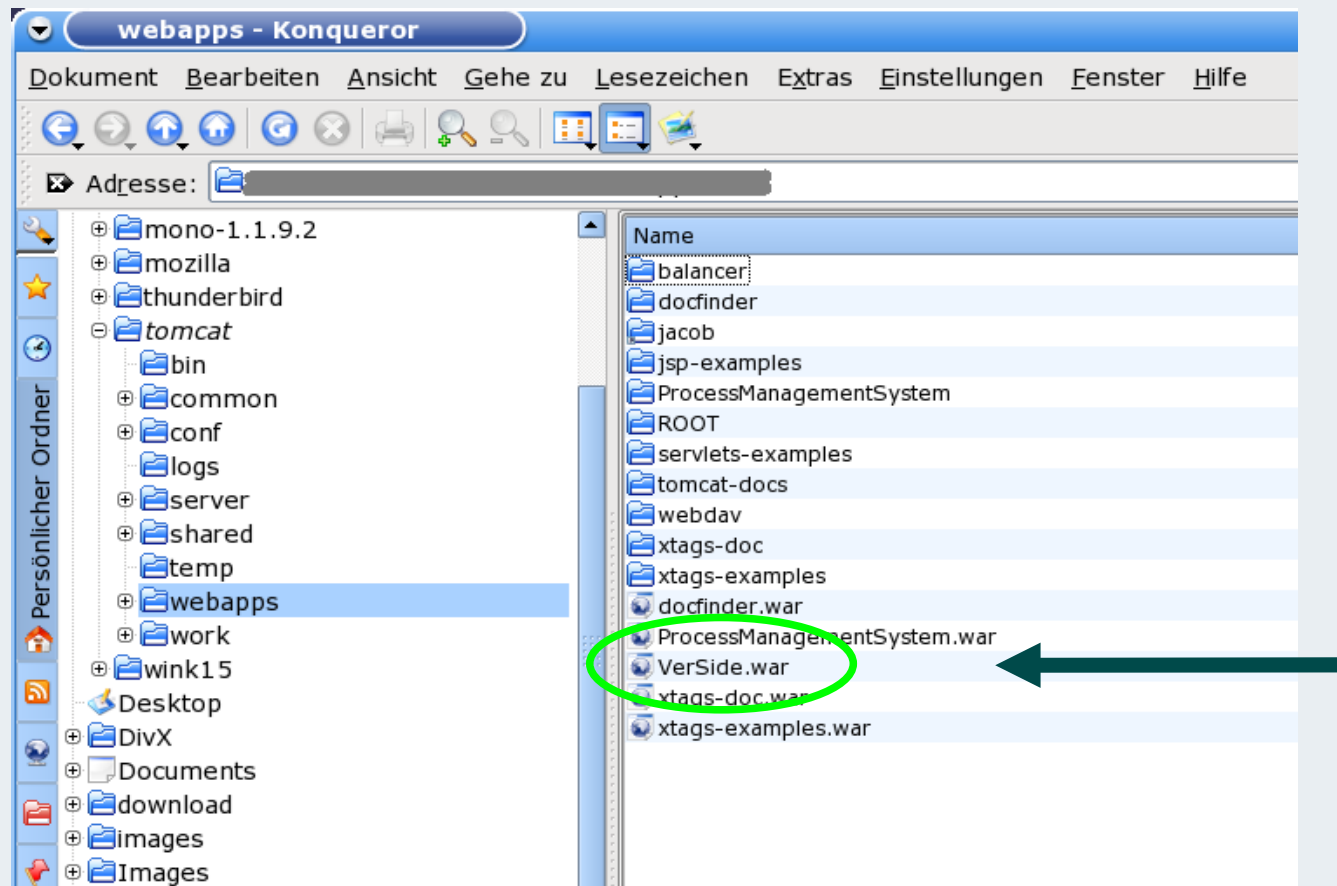 webapps - Konqueror
Dokument Bearbeiten Ansicht Gehe zu Lesezeichen Extras Einstellungen Fenster Hilfe
Adresse:
Persönlicher Ordner
mono-1.1.9.2
mozilla
thunderbird
tomcat
bin
common
conf
logs
server
shared
temp
webapps
work
wink15
Desktop
DivX
Documents
download
images
Images
Name
balancer
docfinder
jacob
jsp-examples
ProcessManagementSystem
ROOT
servlets-examples
tomcat-docs
webdav
xtags-doc
xtags-examples
docfinder.war
ProcessManagementSystem.war
VerSide.war
xtags-doc.war
xtags-examples.war